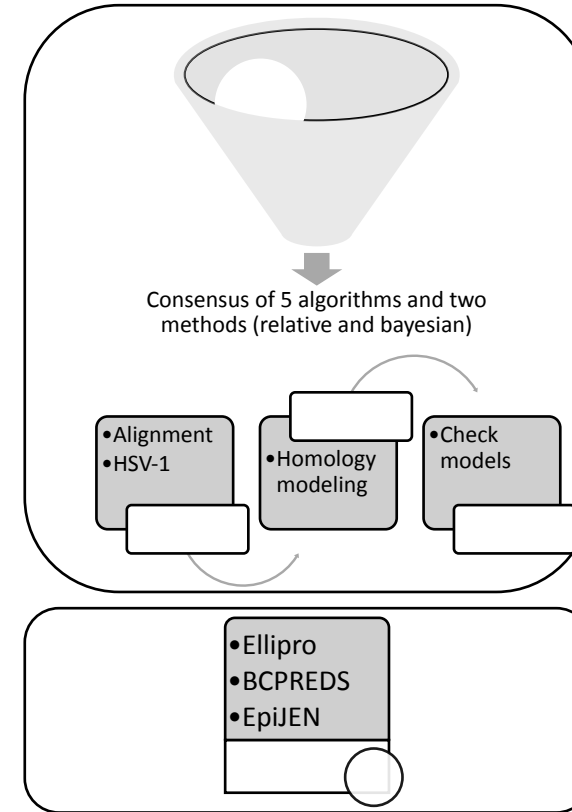 Consensus of 5 algorithms and two
methods (relative and bayesian)
•Alignment
•HSV-1
•Homology
modeling
•Check
models
•Ellipro
•BCPREDS
•EpiJEN